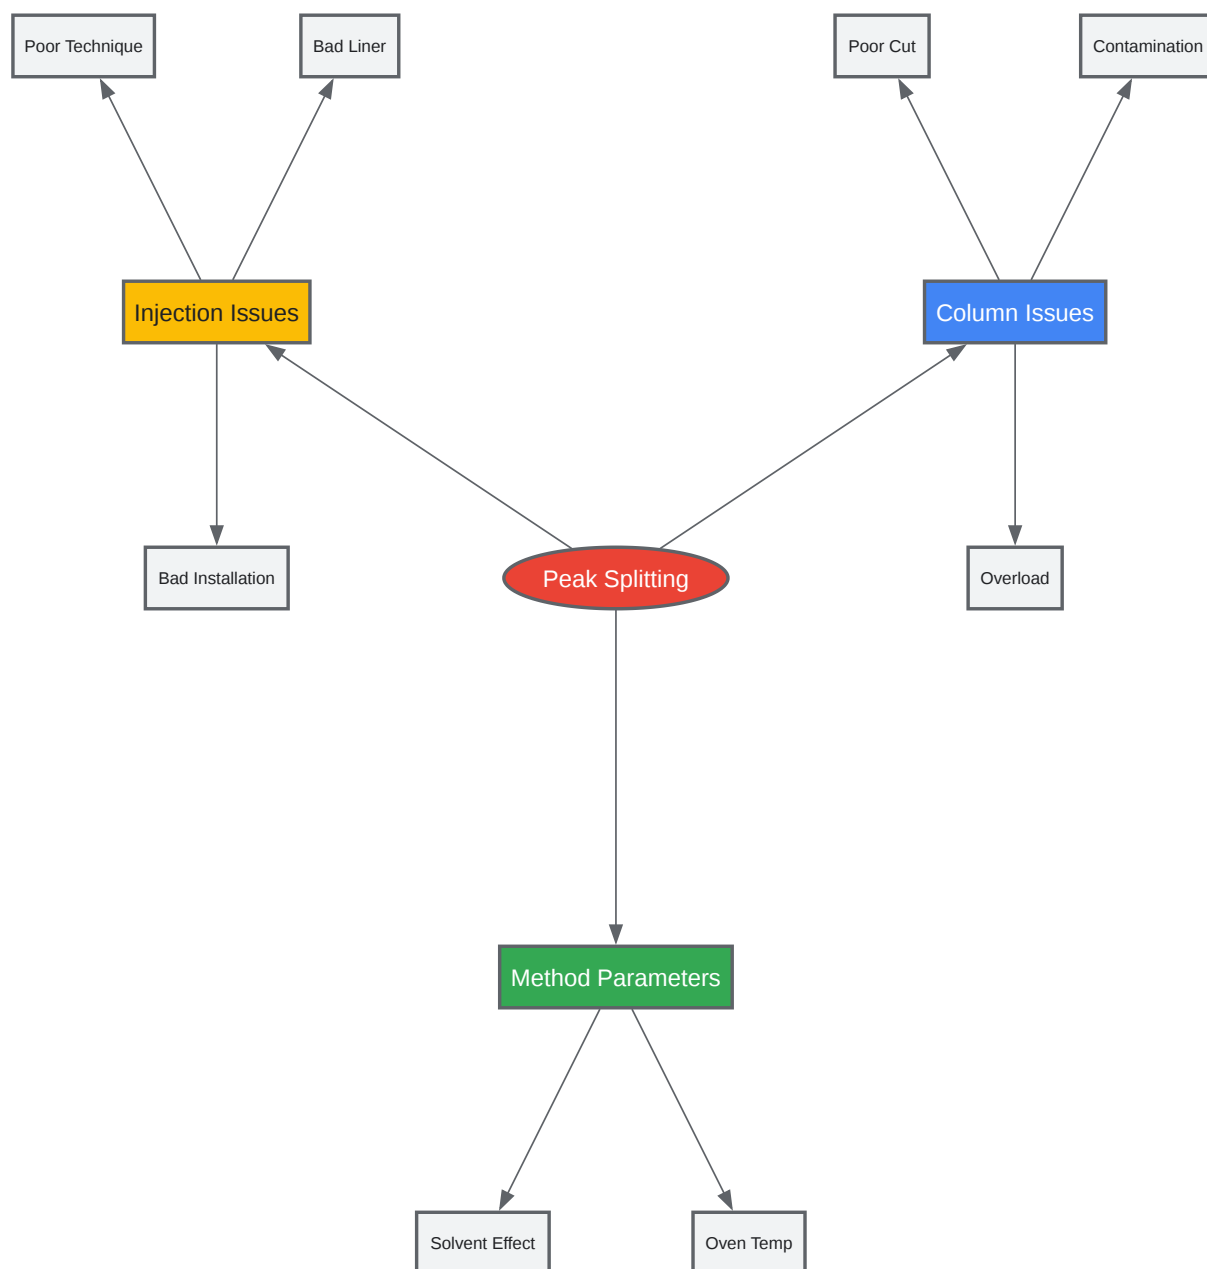 Poor Technique
Bad Liner
Poor Cut
Contamination
Injection Issues
Column Issues
Bad Installation
Peak Splitting
Overload
Method Parameters
Solvent Effect
Oven Temp